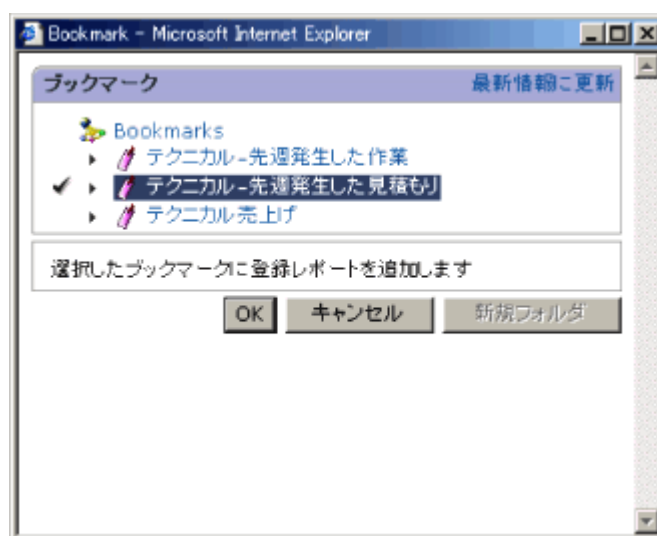 Bookmark - Microsoft Internet Explorer
ブックマーク 最新情報に更新
Bookmarks
テクニカル-先週発生した作業
テクニカル-先週発生した見積もり
テクニカル売上げ
選択したブックマークに登録レポートを追加します
OK キャンセル 新規フォルダ